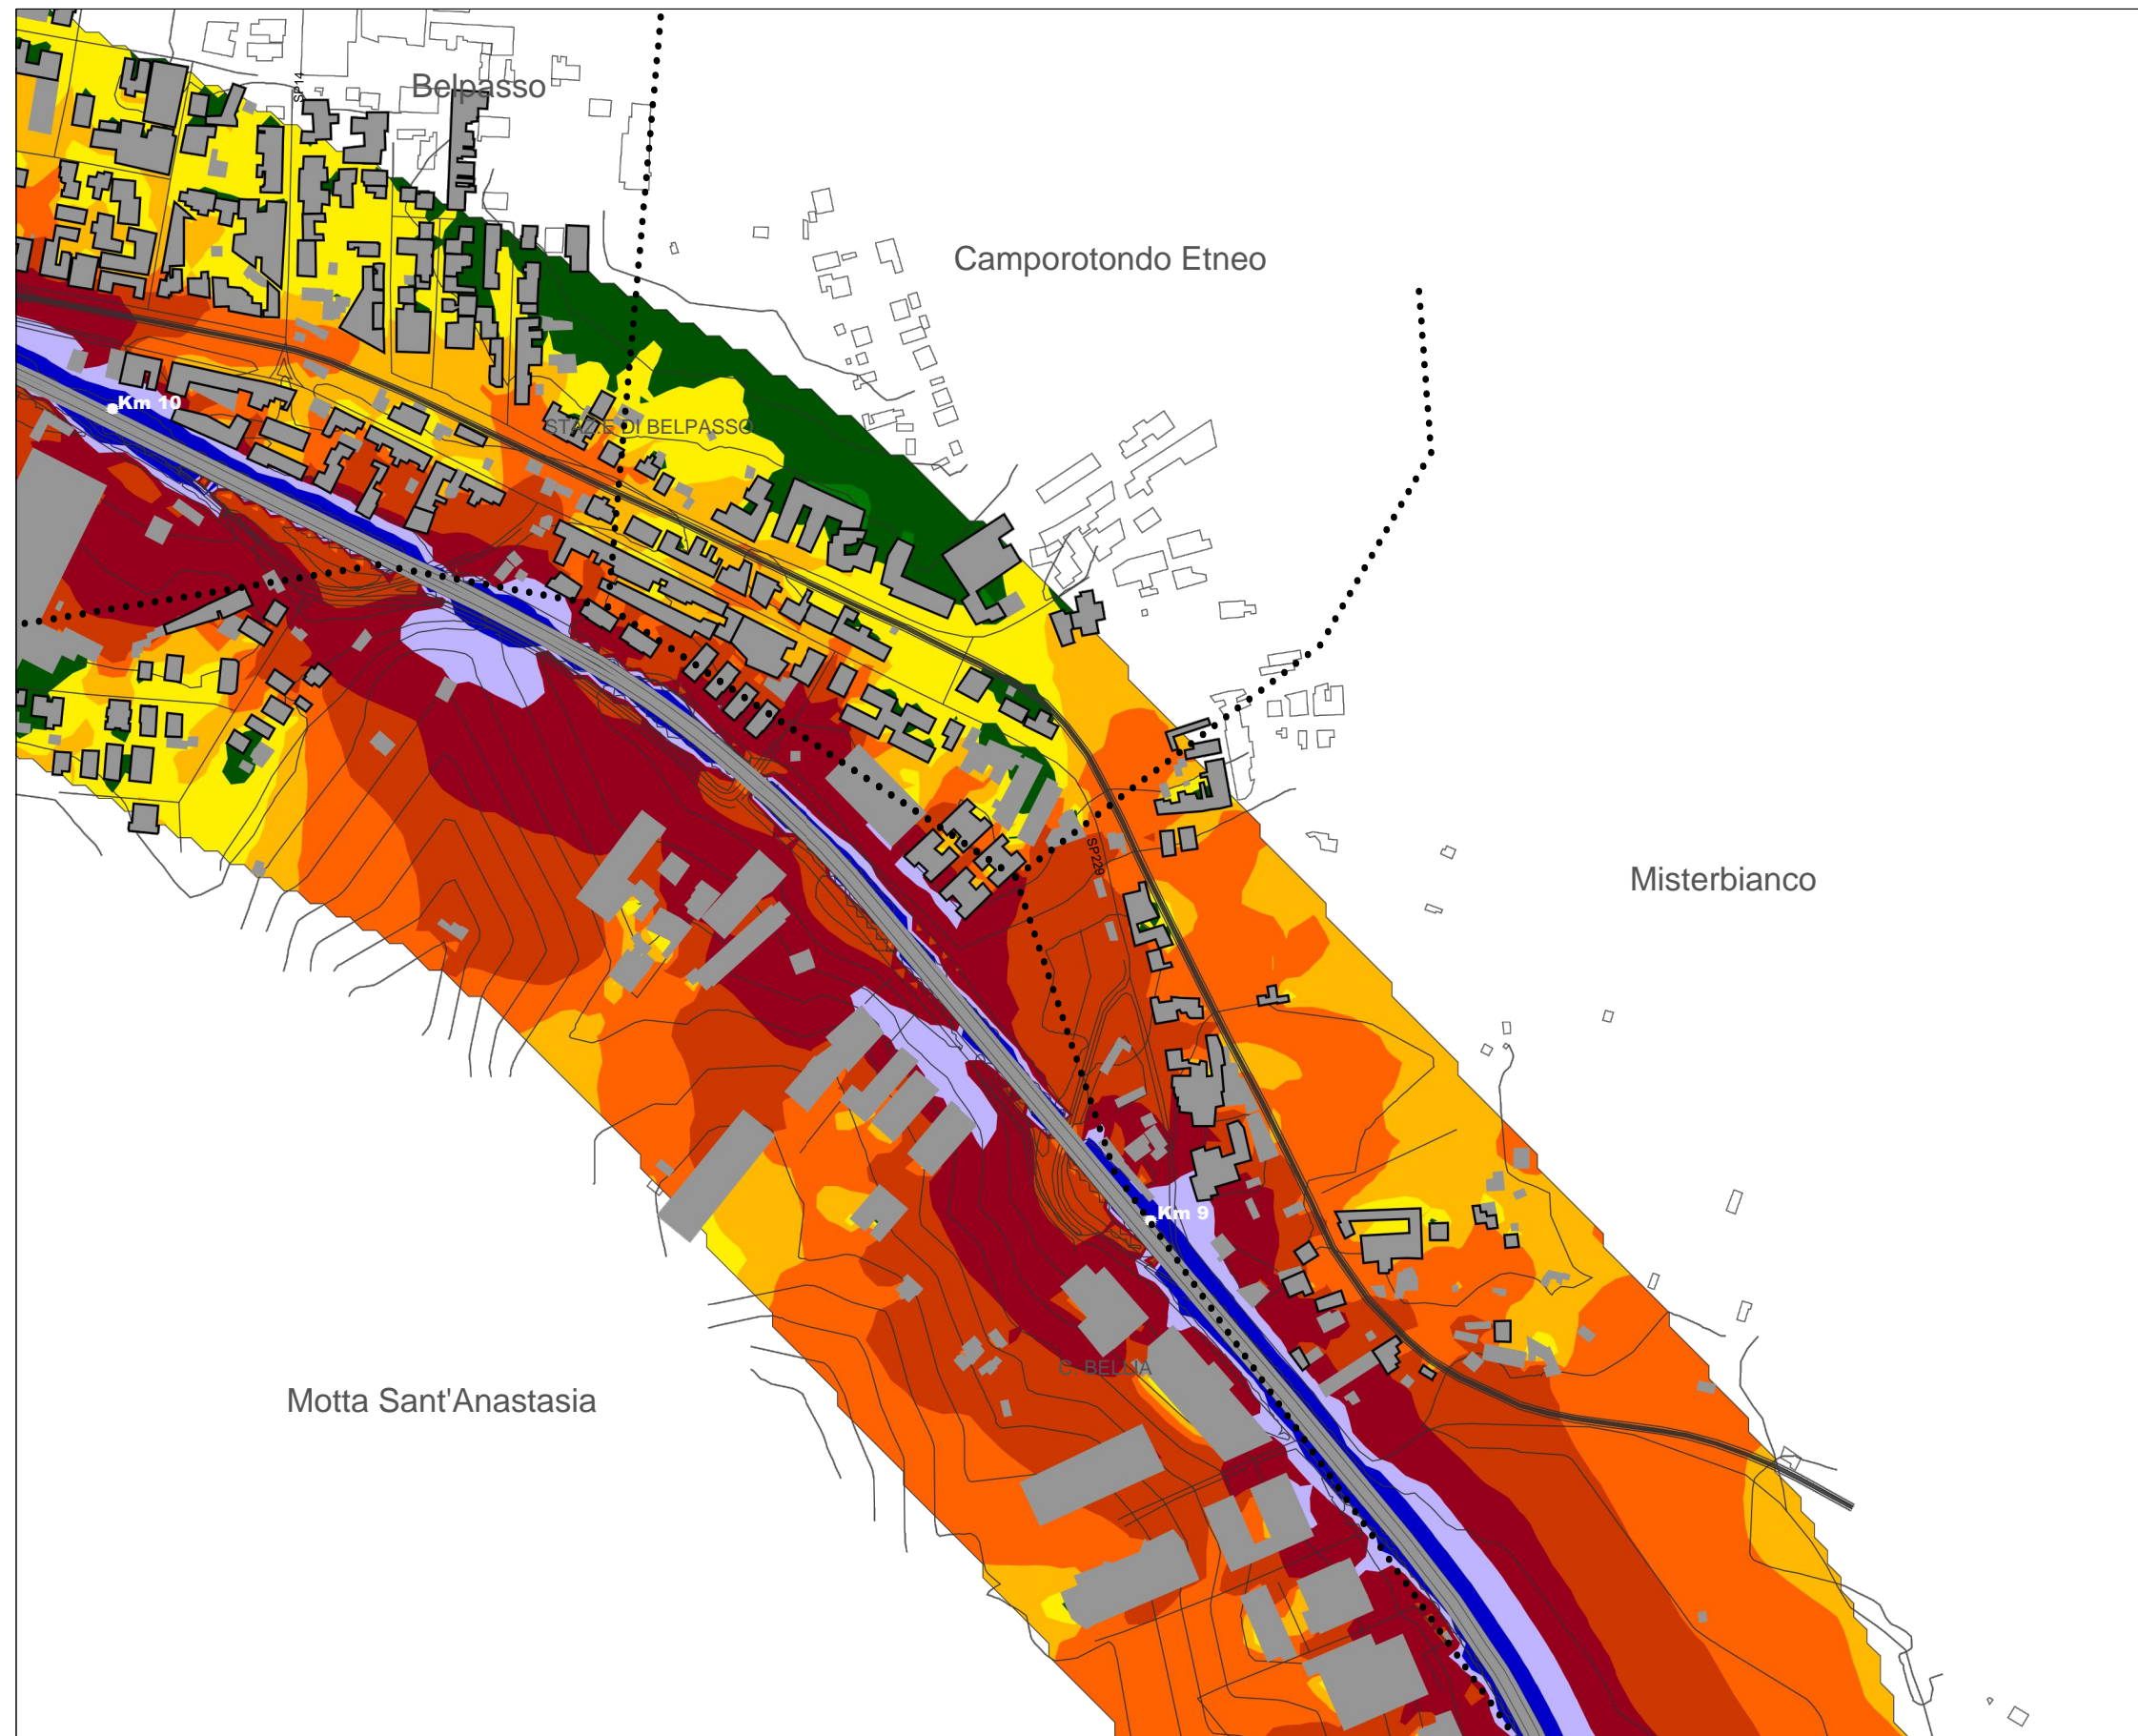 SP14
Belpasso
Camporotondo Etneo
Km 10
STAZ.E DI BELPASSO
SP229
Misterbianco
Km 9
C. BELLIA
Motta Sant'Anastasia